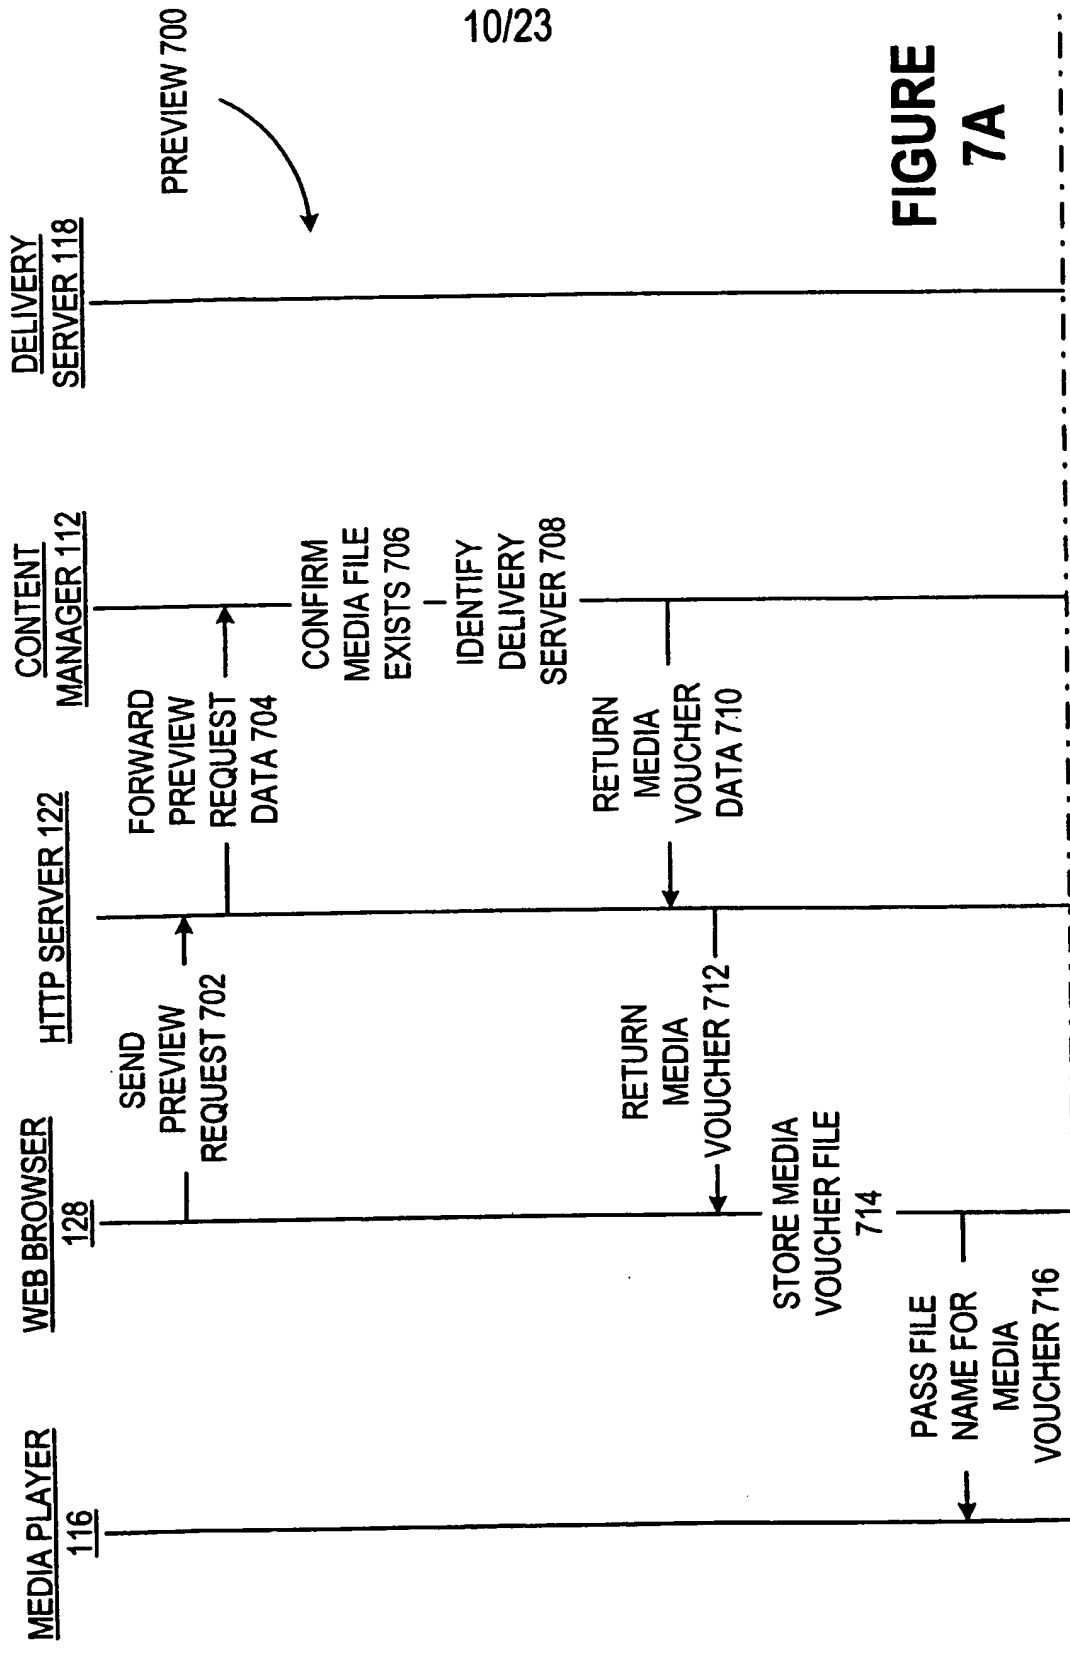 10/23
PREVIEW 700
MEDIA PLAYER
116
WEB BROWSER
128
HTTP SERVER 122
CONTENT
MANAGER 112
DELIVERY
SERVER 118
SEND
PREVIEW
REQUEST 702
FORWARD
PREVIEW
REQUEST
DATA 704
CONFIRM
MEDIA FILE
EXISTS 706
IDENTIFY
DELIVERY
SERVER 708
RETURN
MEDIA
VOUCHER
DATA 710
RETURN
MEDIA
VOUCHER 712
STORE MEDIA
VOUCHER FILE
714
PASS FILE
NAME FOR
MEDIA
VOUCHER 716
FIGURE
7A